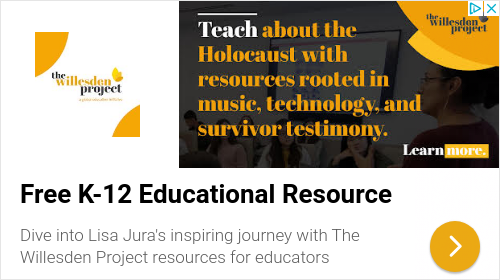 the
willesden
project
a global education initiative
Teach about the
Holocaust with
resources rooted in
music, technology, and
survivor testimony.
the
willesden
project
Learn more.
Free K-12 Educational Resource
Dive into Lisa Jura's inspiring journey with The
Willesden Project resources for educators